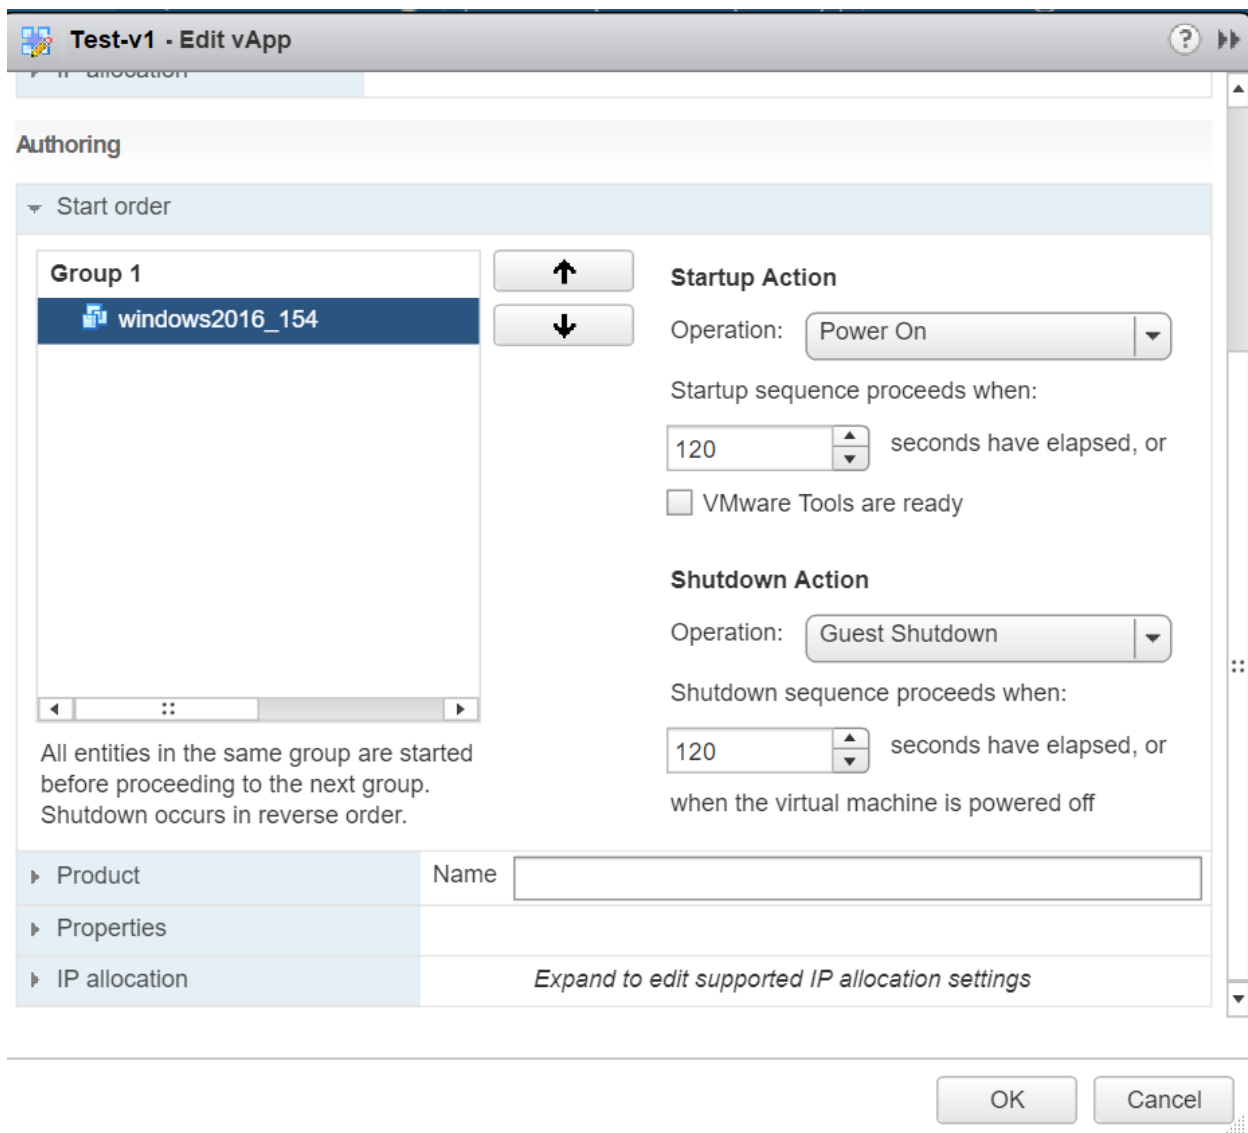 Test-v1 - Edit vApp
IP allocation
Authoring
Start order
Group 1
windows2016_154
Startup Action
Operation: Power On
Startup sequence proceeds when:
120 seconds have elapsed, or
VMware Tools are ready
Shutdown Action
Operation: Guest Shutdown
Shutdown sequence proceeds when:
120 seconds have elapsed, or
when the virtual machine is powered off
All entities in the same group are started
before proceeding to the next group.
Shutdown occurs in reverse order.
Product Name
Properties
IP allocation Expand to edit supported IP allocation settings
OK Cancel